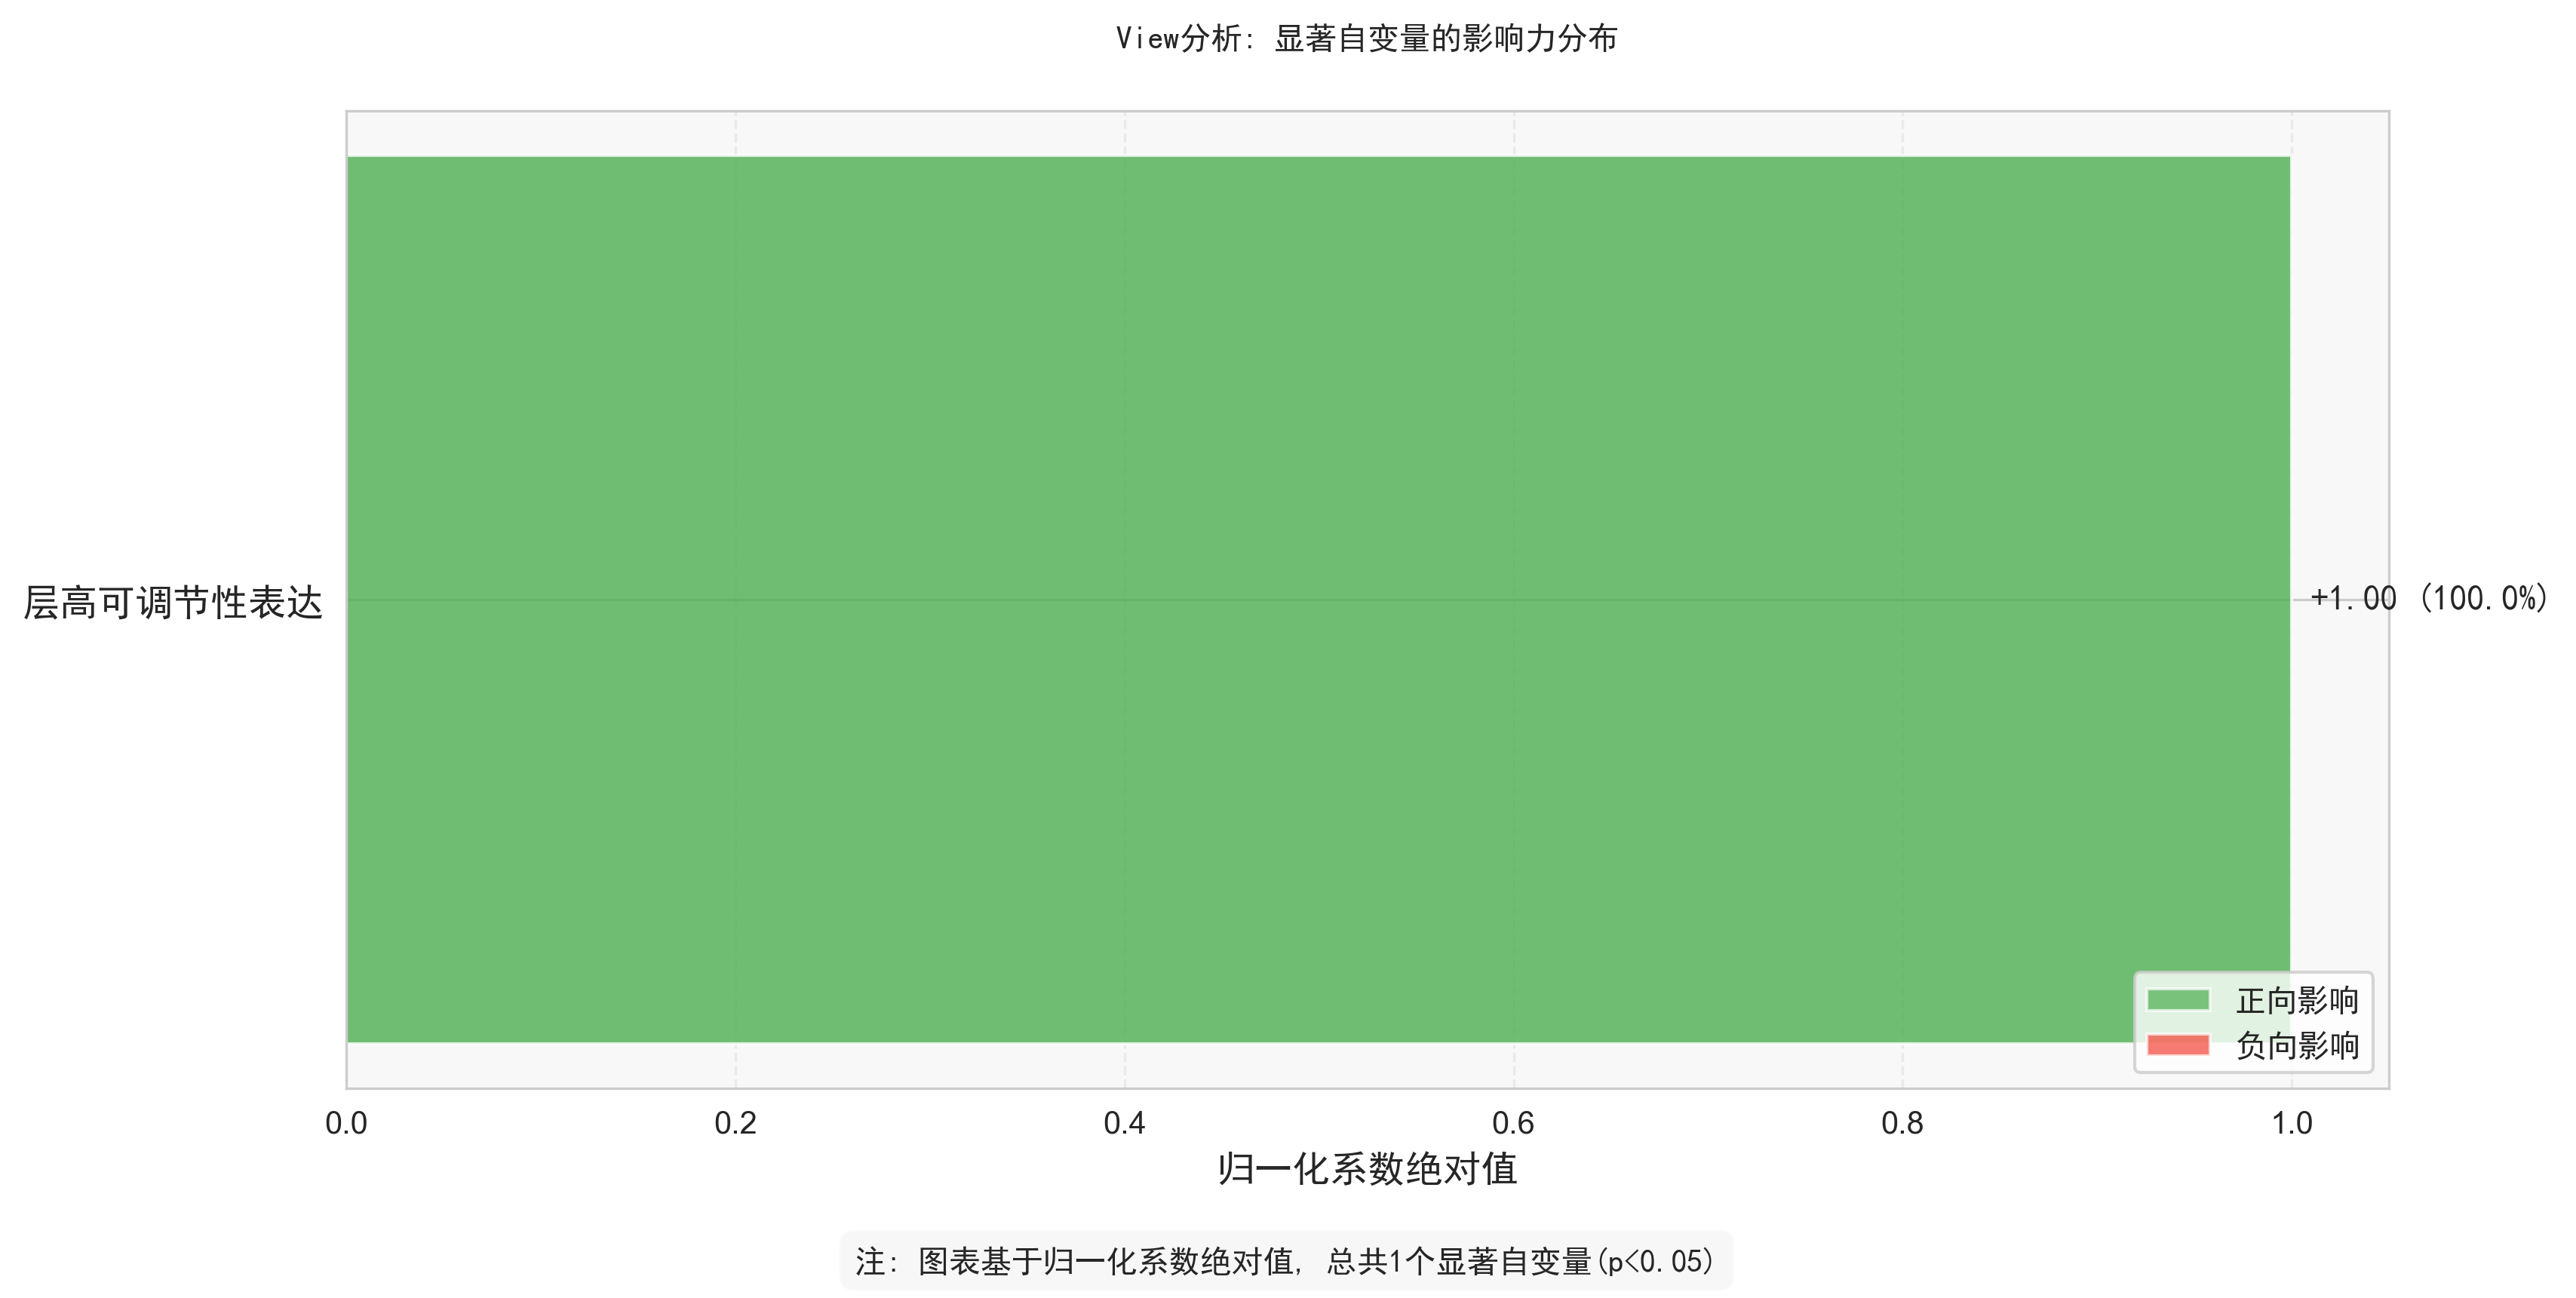 View分析: 显著自变量的影响力分布
层高可调节性表达
+1.00 (100.0%)
正向影响
负向影响
0.0 0.2 0.4 0.6 0.8 1.0
归一化系数绝对值
注: 图表基于归一化系数绝对值, 总共1个显著自变量(p<0.05)